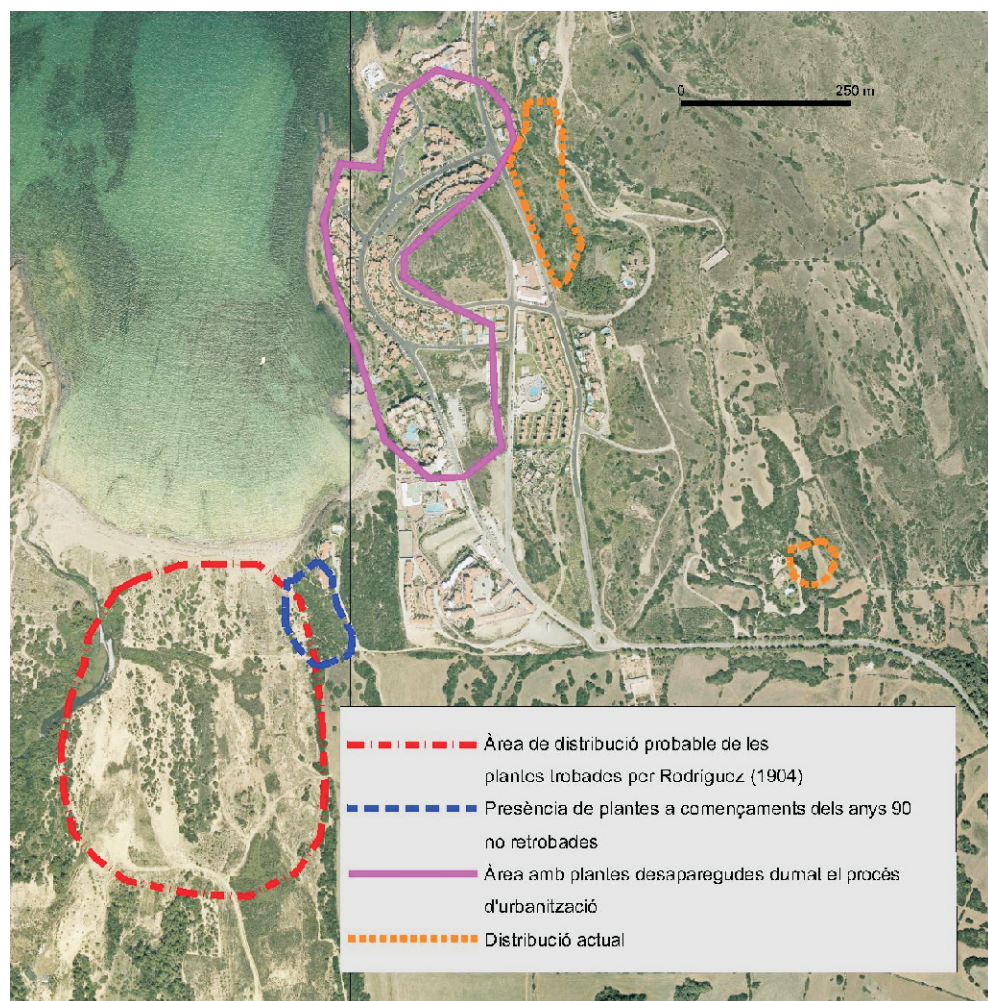 0 250 m
Àrea de distribució probable de les
plantes trobades per Rodríguez (1904)
Presència de plantes a començaments dels anys 90
no retrobades
Àrea amb plantes desaparegudes durnat el procés
d'urbanització
Distribució actual